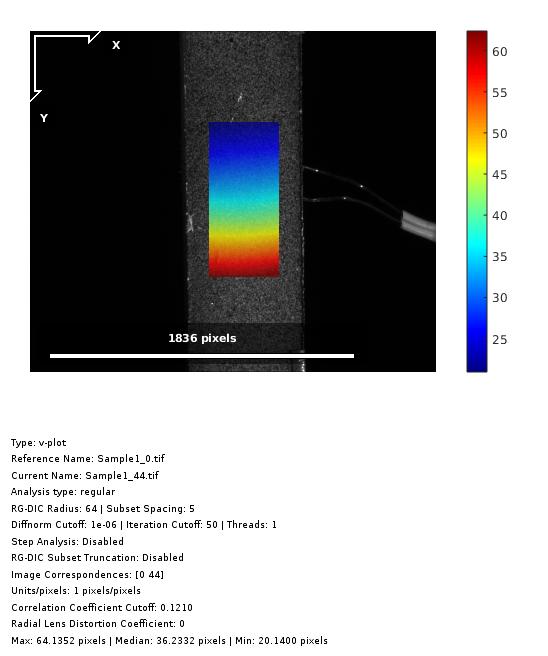 X
Y
1836 pixels
60
55
50
45
40
35
30
25
Type: v-plot
Reference Name: Sample1_0.tif
Current Name: Sample1_44.tif
Analysis type: regular
RG-DIC Radius: 64 | Subset Spacing: 5
Diffnorm Cutoff: 1e-06 | Iteration Cutoff: 50 | Threads: 1
Step Analysis: Disabled
RG-DIC Subset Truncation: Disabled
Image Correspondences: [0 44]
Units/pixels: 1 pixels/pixels
Correlation Coefficient Cutoff: 0.1210
Radial Lens Distortion Coefficient: 0
Max: 64.1352 pixels | Median: 36.2332 pixels | Min: 20.1400 pixels